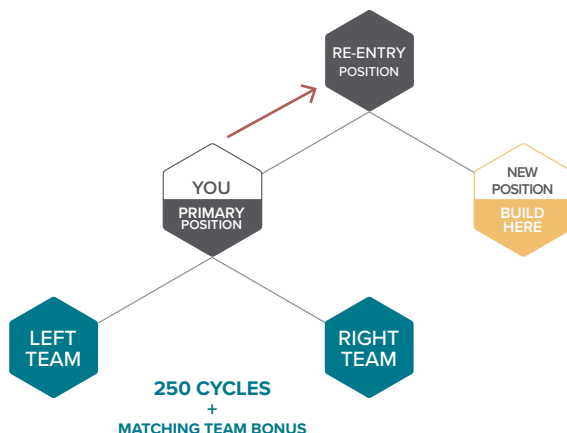 RE-ENTRY
POSITION
YOU
PRIMARY
POSITION
NEW
POSITION
BUILD
HERE
LEFT
TEAM
RIGHT
TEAM
250 CYCLES
+
MATCHING TEAM BONUS